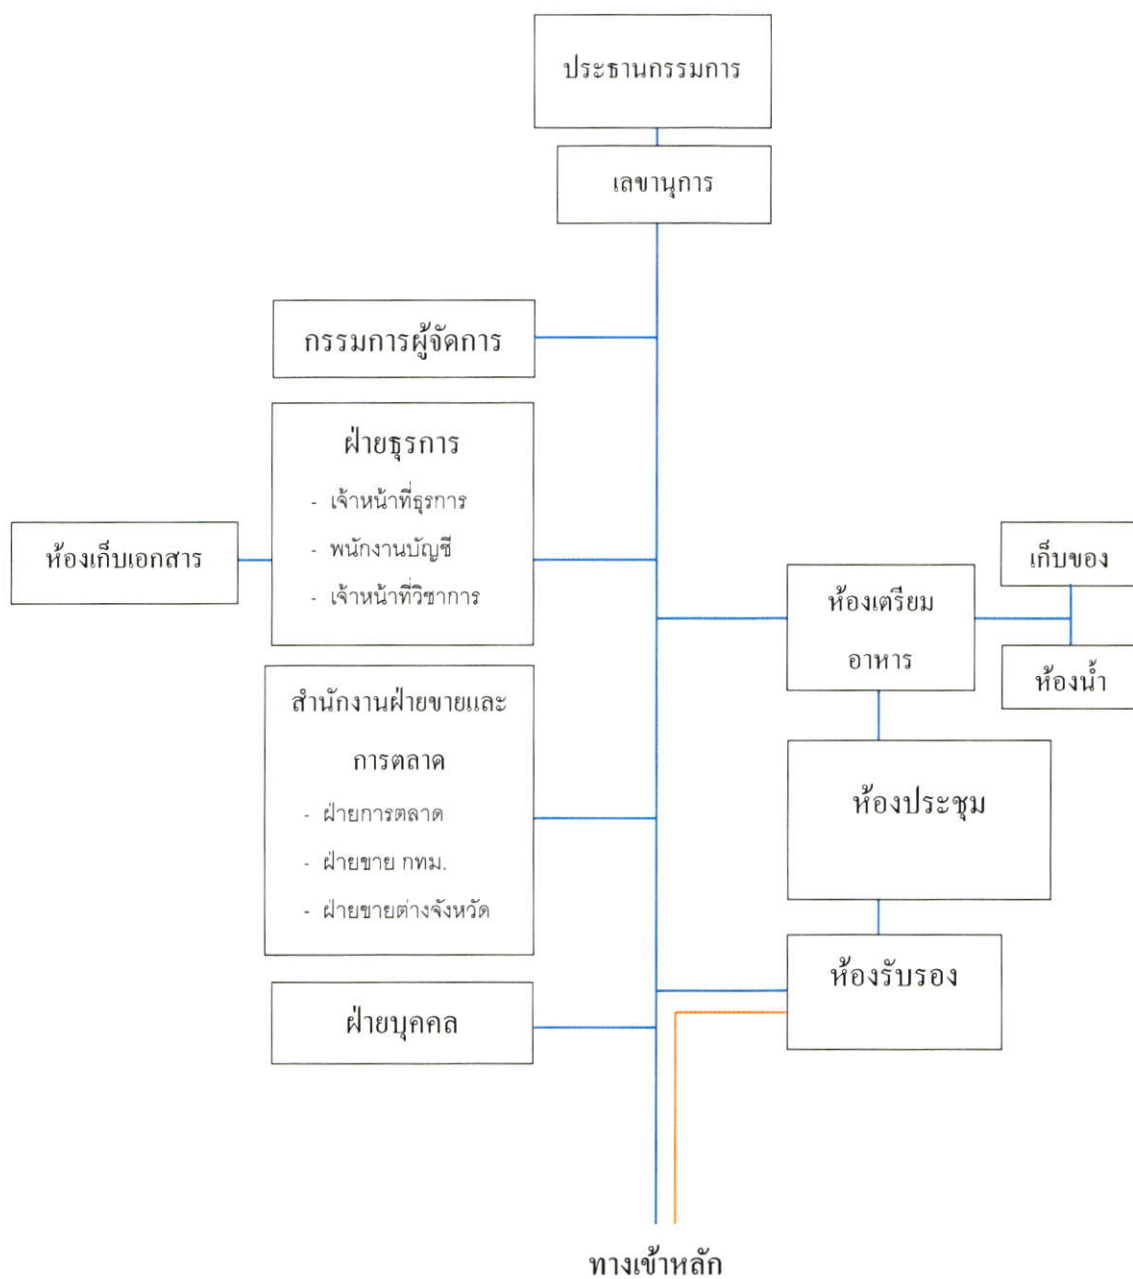 ประธานกรรมการ
เลขานุการ
กรรมการผู้จัดการ
ฝ่ายธุรการ
- เจ้าหน้าที่ธุรการ
- พนักงานบัญชี
- เจ้าหน้าที่วิชาการ
ห้องเก็บเอกสาร
เก็บของ
ห้องเตรียม
อาหาร
ห้องน้ำ
สำนักงานฝ่ายขายและ
การตลาด
- ฝ่ายการตลาด
- ฝ่ายขาย กทม.
- ฝ่ายขายต่างจังหวัด
ห้องประชุม
ห้องรับรอง
ฝ่ายบุคคล
ทางเข้าหลัก